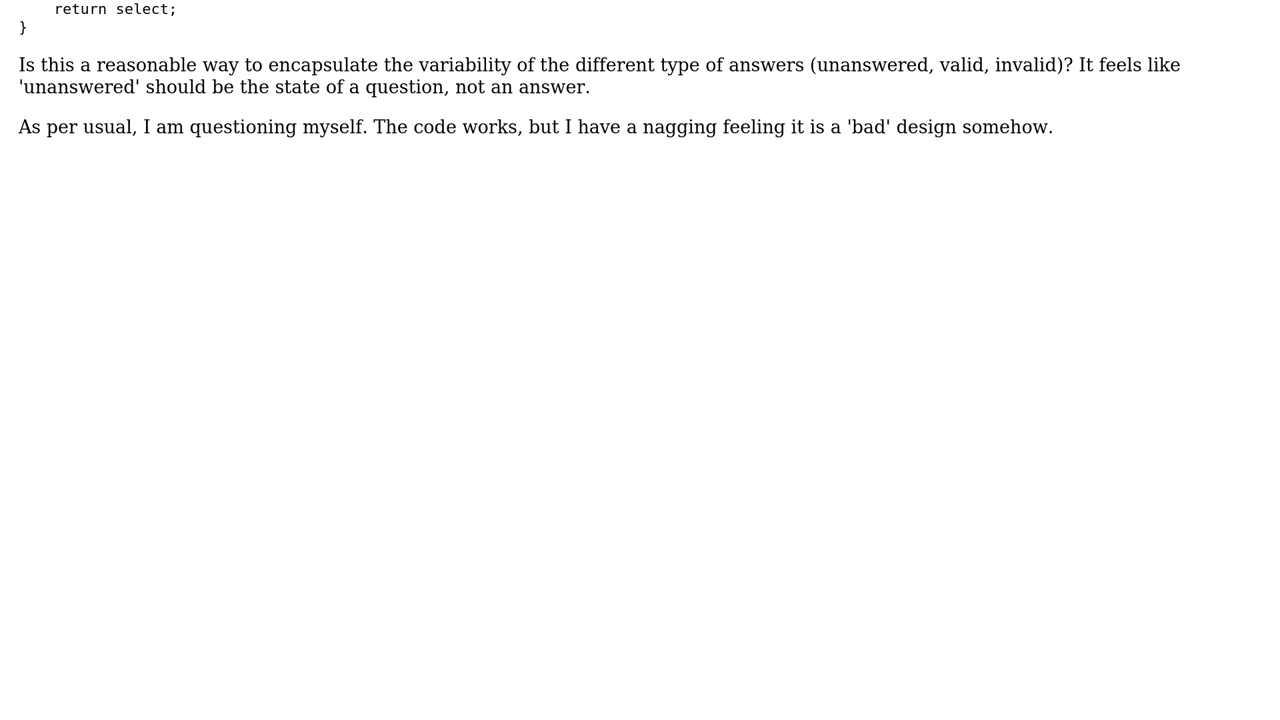 return select;
}
Is this a reasonable way to encapsulate the variability of the different type of answers (unanswered, valid, invalid)? It feels like
'unanswered' should be the state of a question, not an answer.
As per usual, I am questioning myself. The code works, but I have a nagging feeling it is a 'bad' design somehow.